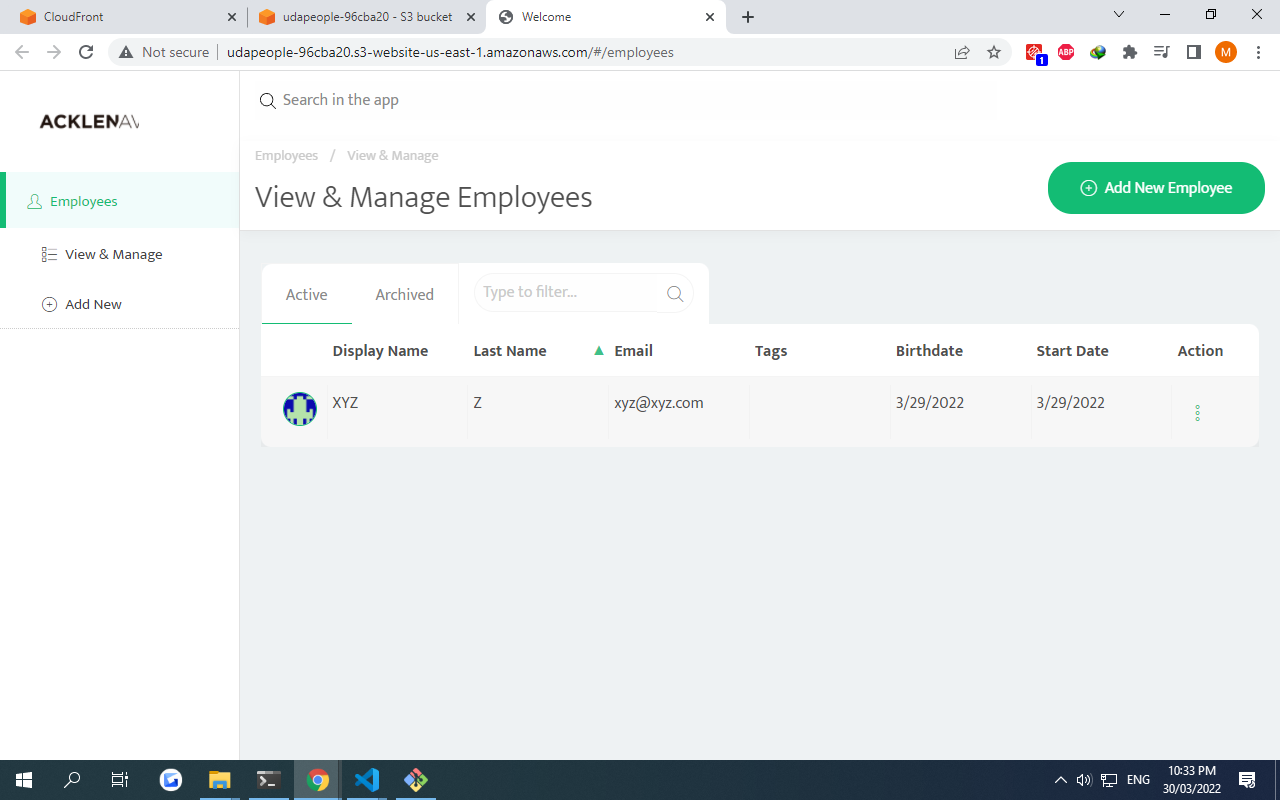 CloudFront
udapeople-96cba20 - S3 bucket
Welcome
Not secure
udapeople-96cba20.s3-website-us-east-1.amazonaws.com/#/employees
1
ABP
M
ACKLENAV
Search in the app
Employees / View & Manage
View & Manage Employees
Add New Employee
Employees
View & Manage
Add New
Active
Archived
Type to filter...
Display Name
Last Name
Email
Tags
Birthdate
Start Date
Action
XYZ
Z
xyz@xyz.com
3/29/2022
3/29/2022
ENG
10:33 PM
30/03/2022